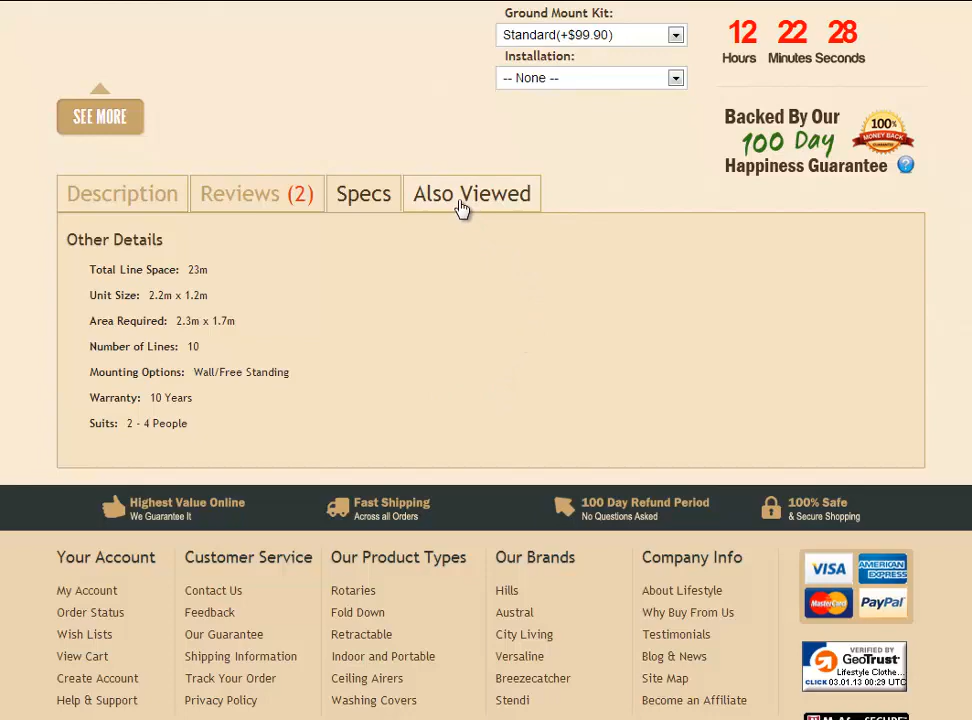 Ground Mount Kit:
Standard(+$99.90)
Installation:
-- None --
12 22 28
Hours Minutes Seconds
SEE MORE
Backed By Our
100 Day
Happiness Guarantee
100%
MONEY BACK
?
Description
Reviews (2)
Specs
Also Viewed
Other Details
Total Line Space: 23m
Unit Size: 2.2m x 1.2m
Area Required: 2.3m x 1.7m
Number of Lines: 10
Mounting Options: Wall/Free Standing
Warranty: 10 Years
Suits: 2 - 4 People
Highest Value Online
We Guarantee It
Fast Shipping
Across all Orders
100 Day Refund Period
No Questions Asked
100% Safe
& Secure Shopping
Your Account
My Account
Order Status
Wish Lists
View Cart
Create Account
Help & Support
Customer Service
Contact Us
Feedback
Our Guarantee
Shipping Information
Track Your Order
Privacy Policy
Our Product Types
Rotaries
Fold Down
Retractable
Indoor and Portable
Ceiling Airers
Washing Covers
Our Brands
Hills
Austral
City Living
Versaline
Breezecatcher
Stendi
Company Info
About Lifestyle
Why Buy From Us
Testimonials
Blog & News
Site Map
Become an Affiliate
VISA
AMERICAN EXPRESS
MasterCard
PayPal
VERIFIED BY
GeoTrust
Lifestyle Clothe..
CLICK 03.01.13 00:29 UTC